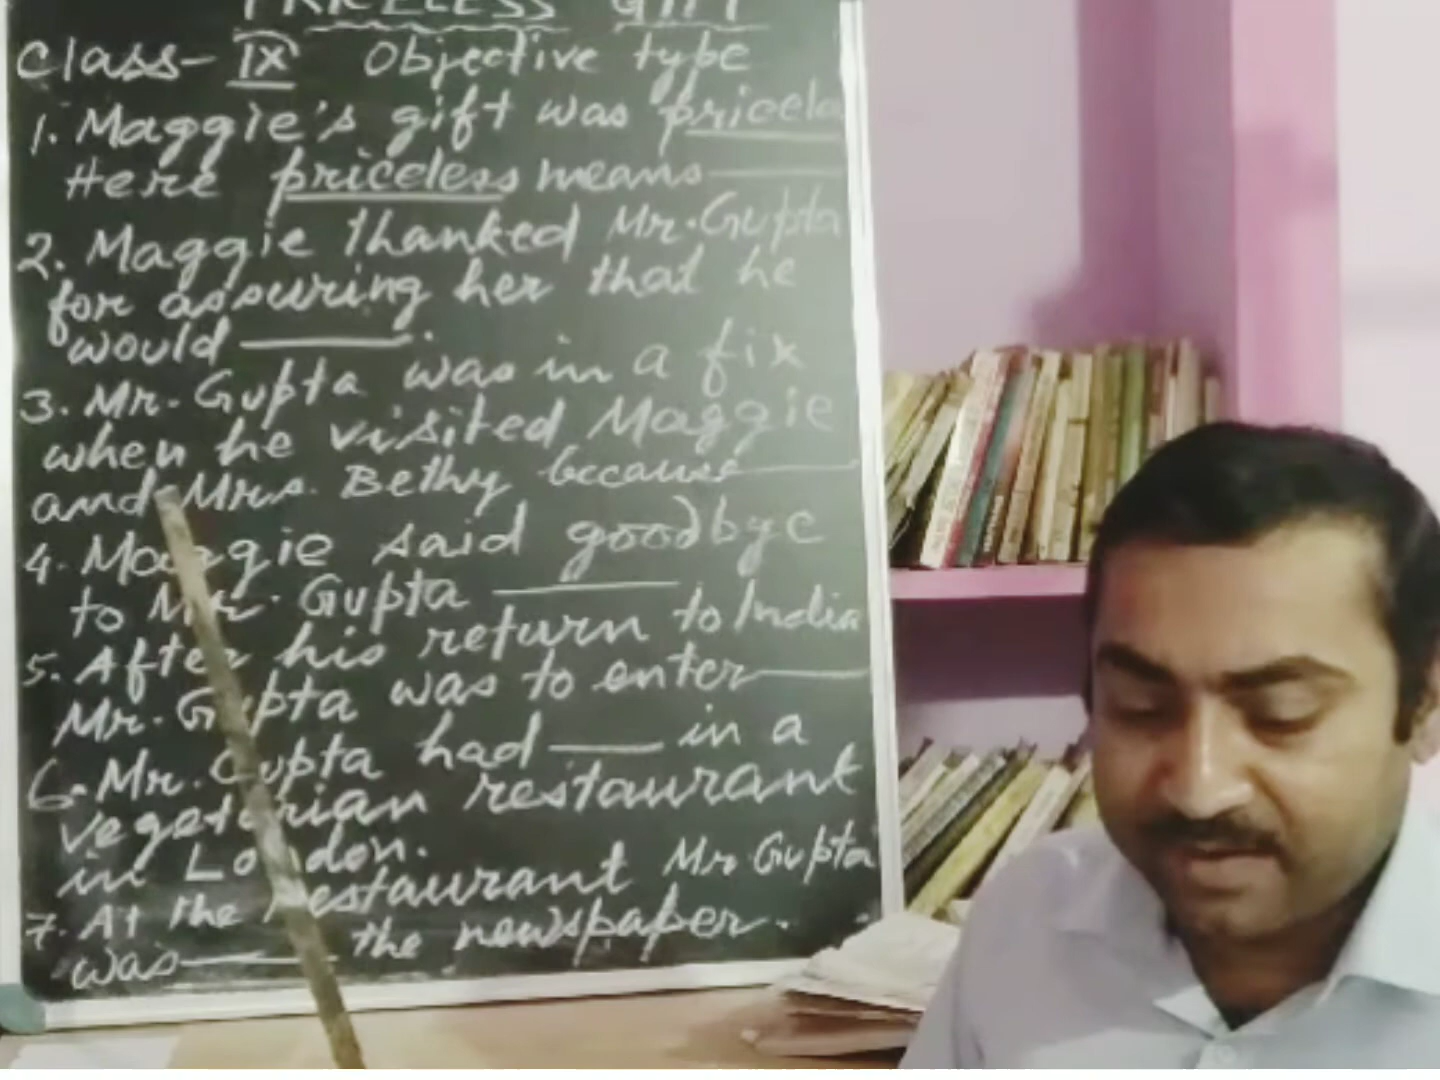 PRICELESS GIFT
Class - IX Objective type
1. Maggie's gift was
Here priceless means ———
2. Maggie thanked Mr. Gupta
for assuring her that he
would ———.
3. Mr. Gupta was in a fix
when he visited Maggie
and Mrs. Bethy because ———
4. Maggie said goodbye
to Mr. Gupta ———
5. After his return to India
Mr. Gupta was to enter ———
6. Mr. Gupta had ——— in a
vegetarian restaurant
in London.
7. At the restaurant Mr Gupta
was ——— the newspaper.